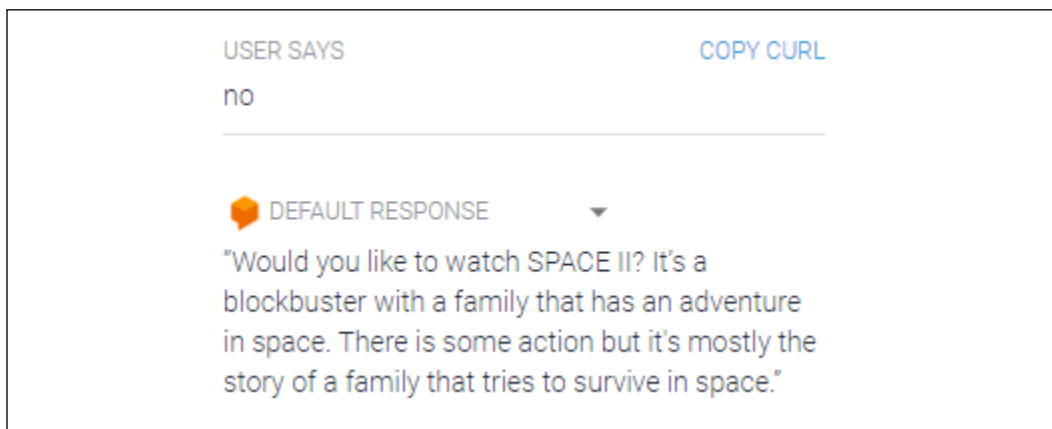 USER SAYS COPY CURL
no
DEFAULT RESPONSE
“Would you like to watch SPACE II? It's a
blockbuster with a family that has an adventure
in space. There is some action but it's mostly the
story of a family that tries to survive in space.”